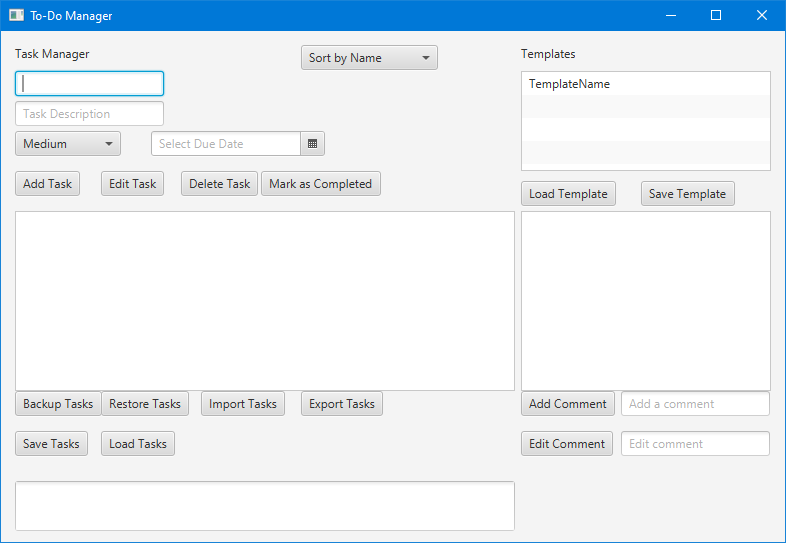 To-Do Manager
Task Manager
Sort by Name
Templates
TemplateName
Task Description
Medium
Select Due Date
Add Task
Edit Task
Delete Task
Mark as Completed
Load Template
Save Template
Backup Tasks
Restore Tasks
Import Tasks
Export Tasks
Add Comment
Add a comment
Save Tasks
Load Tasks
Edit Comment
Edit comment